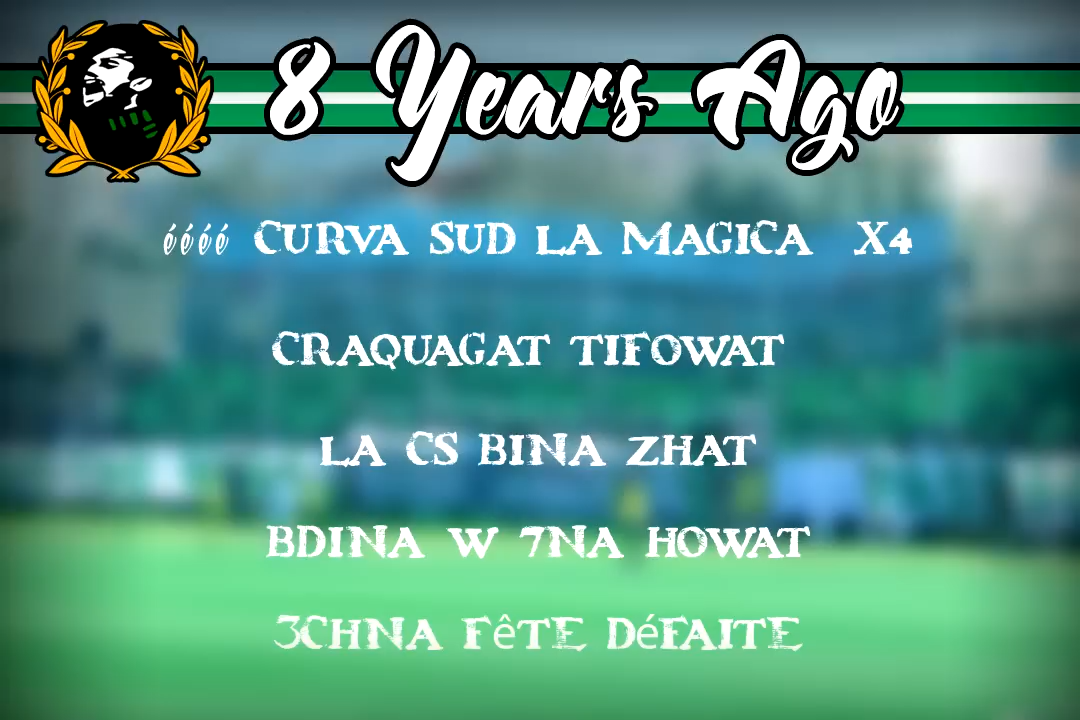 8 Years Ago
éééé CURVA SUD LA MAGICA X4
CRAQUAGAT TIFOWAT
LA CS BINA ZHAT
BDINA W 7NA HOWAT
3CHNA FêTE DéFAITE